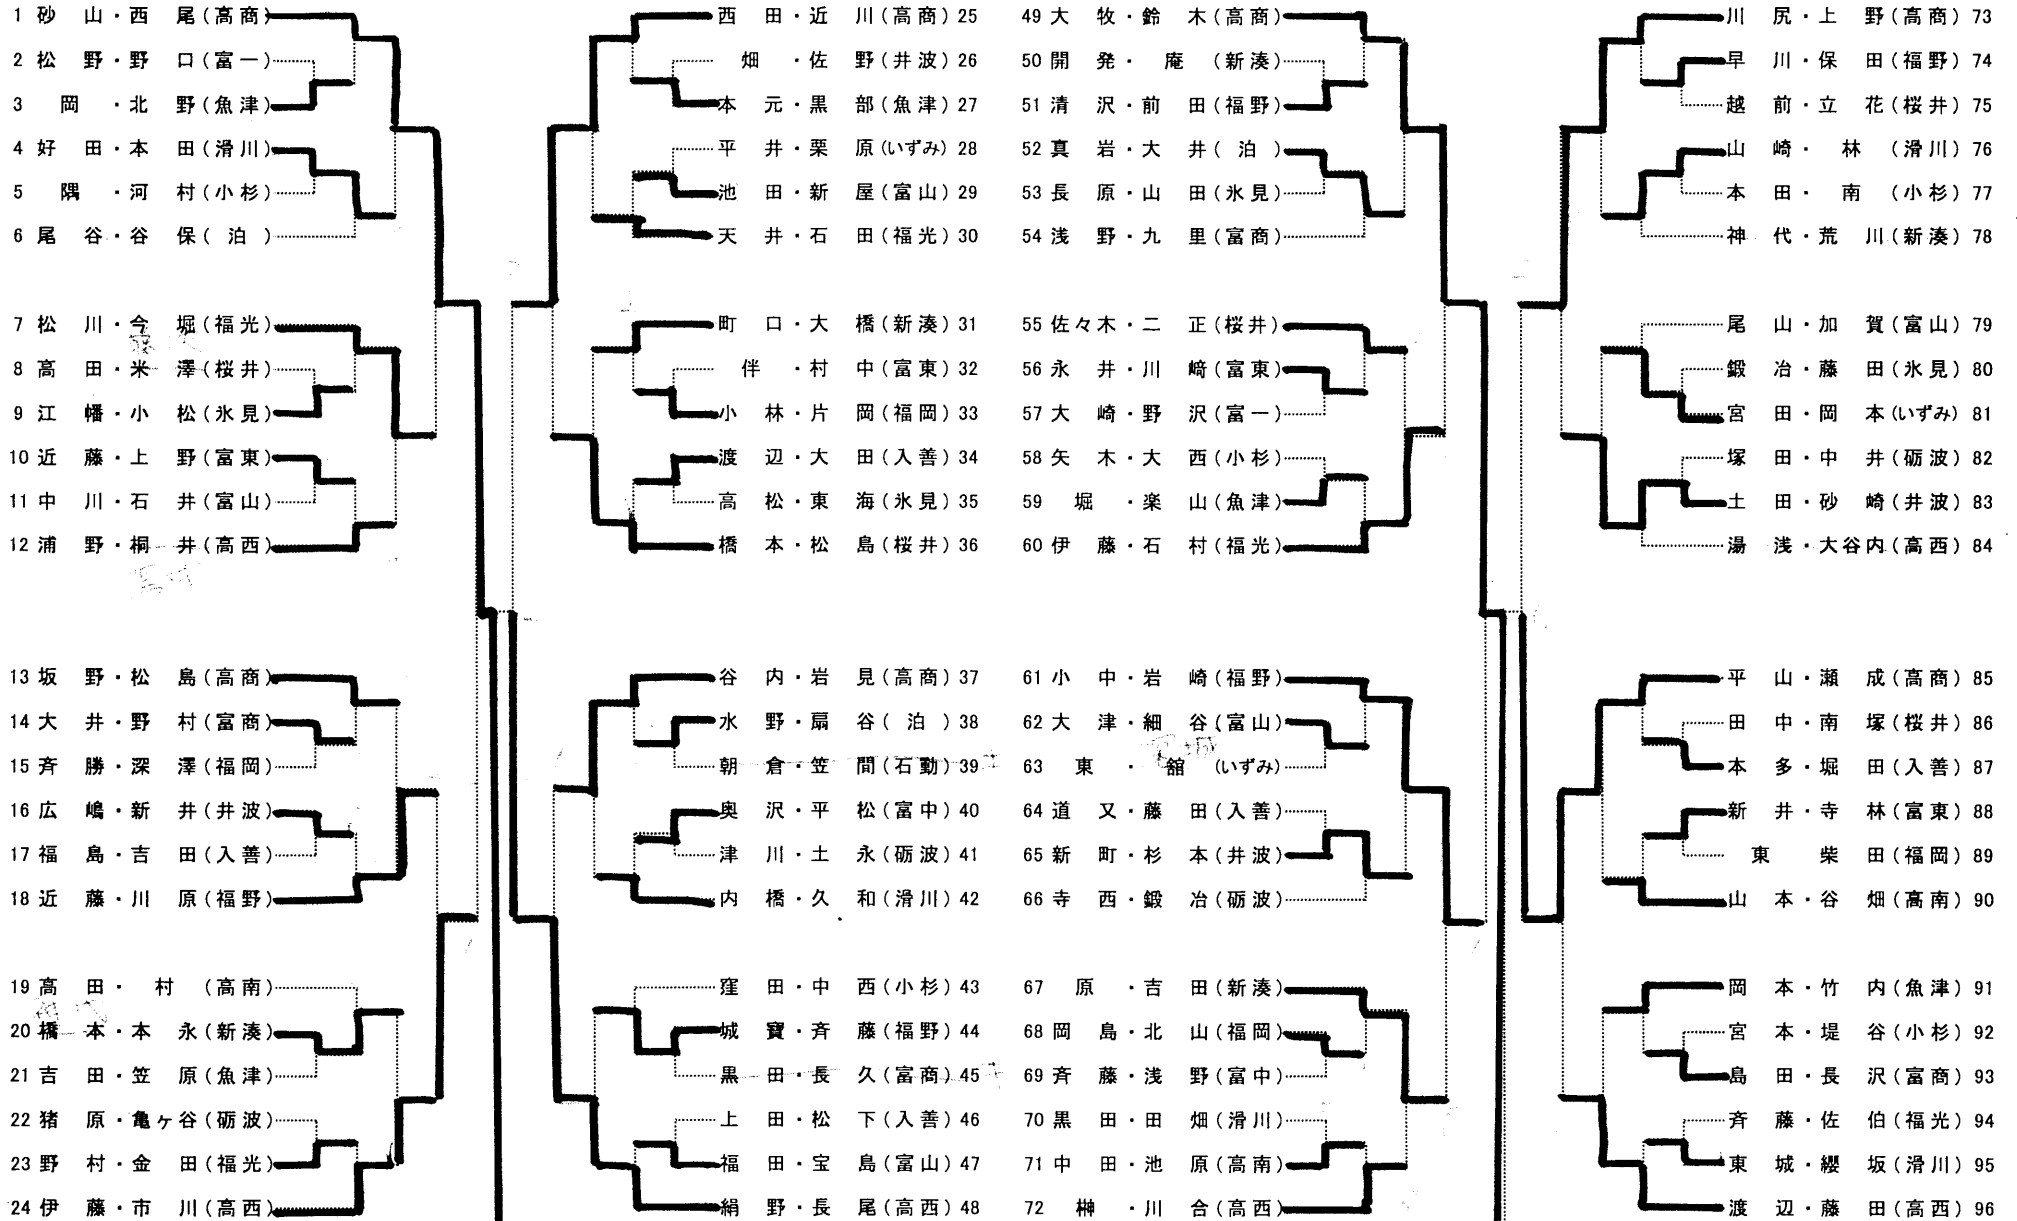 1 砂山・西尾(高商)
2 松野・野口(富一)
3 岡・北野(魚津)
4 好田・本田(滑川)
5 隅・河村(小杉)
6 尾谷・谷保(泊)
7 松川・今堀(福光)
8 高田・米澤(桜井)
9 江幡・小松(氷見)
10 近藤・上野(富東)
11 中川・石井(富山)
12 浦野・桐井(高西)
13 坂野・松島(高商)
14 大井・野村(富商)
15 斉勝・深澤(福岡)
16 広嶋・新井(井波)
17 福島・吉田(入善)
18 近藤・川原(福野)
19 高田・村(高南)
20 橋本・本永(新湊)
21 吉田・笠原(魚津)
22 猪原・亀ヶ谷(砺波)
23 野村・金田(福光)
24 伊藤・市川(高西)
西田・近川(高商) 25
畑・佐野(井波) 26
本元・黒部(魚津) 27
平井・栗原(いずみ) 28
池田・新屋(富山) 29
天井・石田(福光) 30
町口・大橋(新湊) 31
伴・村中(富東) 32
小林・片岡(福岡) 33
渡辺・大田(入善) 34
高松・東海(氷見) 35
橋本・松島(桜井) 36
谷内・岩見(高商) 37
水野・扇谷(泊) 38
朝倉・笠間(石動) 39
奥沢・平松(富中) 40
津川・土永(砺波) 41
内橋・久和(滑川) 42
窪田・中西(小杉) 43
城寶・斉藤(福野) 44
黒田・長久(富商) 45
上田・松下(入善) 46
福田・宝島(富山) 47
絹野・長尾(高西) 48
49 大牧・鈴木(高商)
50 開発・庵(新湊)
51 清沢・前田(福野)
52 真岩・大井(泊)
53 長原・山田(氷見)
54 浅野・九里(富商)
55 佐々木・二正(桜井)
56 永井・川﨑(富東)
57 大崎・野沢(富一)
58 矢木・大西(小杉)
59 堀・楽山(魚津)
60 伊藤・石村(福光)
61 小中・岩崎(福野)
62 大津・細谷(富山)
63 東・舘(いずみ)
64 道又・藤田(入善)
65 新町・杉本(井波)
66 寺西・鍛冶(砺波)
67 原・吉田(新湊)
68 岡島・北山(福岡)
69 斉藤・浅野(富中)
70 黒田・田畑(滑川)
71 中田・池原(高南)
72 榊・川合(高西)
川尻・上野(高商) 73
早川・保田(福野) 74
越前・立花(桜井) 75
山崎・林(滑川) 76
本田・南(小杉) 77
神代・荒川(新湊) 78
尾山・加賀(富山) 79
鍛冶・藤田(氷見) 80
宮田・岡本(いずみ) 81
塚田・中井(砺波) 82
土田・砂崎(井波) 83
湯浅・大谷内(高西) 84
平山・瀬成(高商) 85
田中・南塚(桜井) 86
本多・堀田(入善) 87
新井・寺林(富東) 88
東柴田(福岡) 89
山本・谷畑(高南) 90
岡本・竹内(魚津) 91
宮本・堤谷(小杉) 92
島田・長沢(富商) 93
斉藤・佐伯(福光) 94
東城・纓坂(滑川) 95
渡辺・藤田(高西) 96